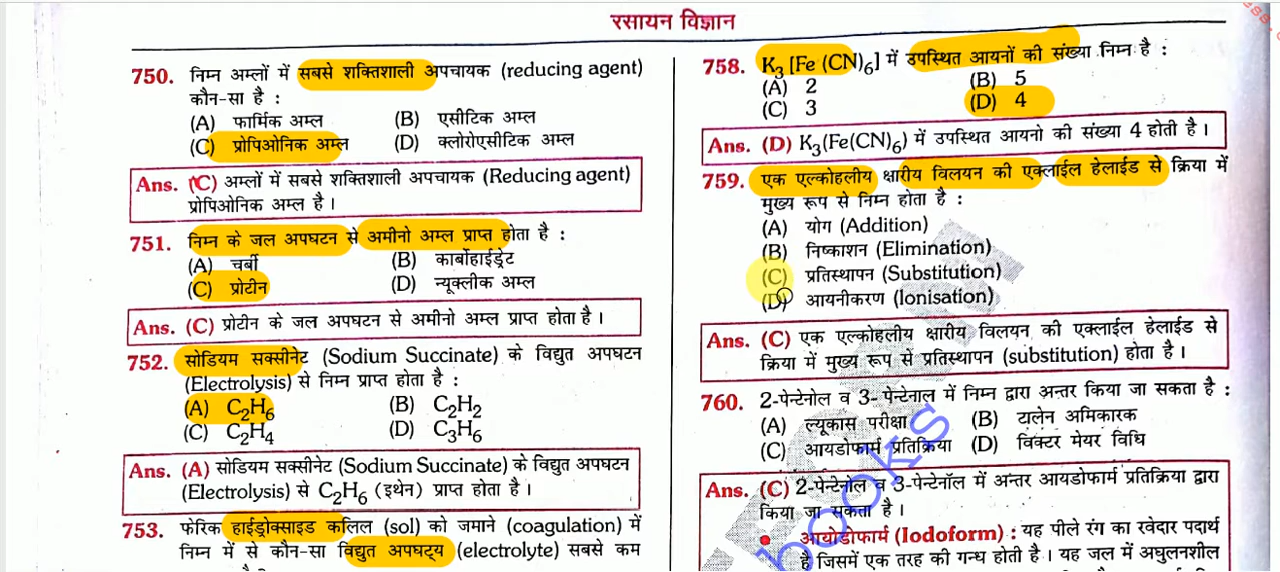 रसायन विज्ञान
750. निम्न अम्लों में सबसे शक्तिशाली अपचायक (reducing agent)
कौन-सा है :
(A) फार्मिक अम्ल (B) एसीटिक अम्ल
(C) प्रोपिओनिक अम्ल (D) क्लोरोएसीटिक अम्ल
Ans. (C) अम्लों में सबसे शक्तिशाली अपचायक (Reducing agent)
प्रोपिओनिक अम्ल है।
751. निम्न के जल अपघटन से अमीनो अम्ल प्राप्त होता है :
(A) चर्बी (B) कार्बोहाईड्रेट
(C) प्रोटीन (D) न्यूक्लीक अम्ल
Ans. (C) प्रोटीन के जल अपघटन से अमीनो अम्ल प्राप्त होता है।
752. सोडियम सक्सीनेट (Sodium Succinate) के विद्युत अपघटन
(Electrolysis) से निम्न प्राप्त होता है :
(A) C₂H₆ (B) C₂H₂
(C) C₂H₄ (D) C₃H₆
Ans. (A) सोडियम सक्सीनेट (Sodium Succinate) के विद्युत अपघटन
(Electrolysis) से C₂H₆ (इथेन) प्राप्त होता है।
753. फेरिक हाईड्रोक्साइड कलिल (sol) को जमाने (coagulation) में
निम्न में से कौन-सा विद्युत अपघट्य (electrolyte) सबसे कम
758. K₃ [Fe (CN)₆] में उपस्थित आयनों की संख्या निम्न है :
(A) 2 (B) 5
(C) 3 (D) 4
Ans. (D) K₃(Fe(CN)₆) में उपस्थित आयनो की संख्या 4 होती है।
759. एक एल्कोहलीय क्षारीय विलयन की एक्लाईल हेलाईड से क्रिया में
मुख्य रूप से निम्न होता है :
(A) योग (Addition)
(B) निष्काशन (Elimination)
(C) प्रतिस्थापन (Substitution)
(D) आयनीकरण (Ionisation)
Ans. (C) एक एल्कोहलीय क्षारीय विलयन की एक्लाईल हेलाईड से
क्रिया में मुख्य रूप से प्रतिस्थापन (substitution) होता है।
760. 2-पेन्टेनोल व 3- पेन्टेनाल में निम्न द्वारा अन्तर किया जा सकता है :
(A) ल्यूकास परीक्षा (B) टालेन अभिकारक
(C) आयडोफार्म प्रतिक्रिया (D) विक्टर मेयर विधि
Ans. (C) 2-पेन्टेनोल व 3-पेन्टेनॉल में अंन्तर आयडोफार्म प्रतिक्रिया द्वारा
किया जा सकता है।
● आयोडोफार्म (Iodoform) : यह पीले रंग का रवेदार पदार्थ
है जिसमें एक तरह की गन्ध होती है। यह जल में अघुलनशील
books